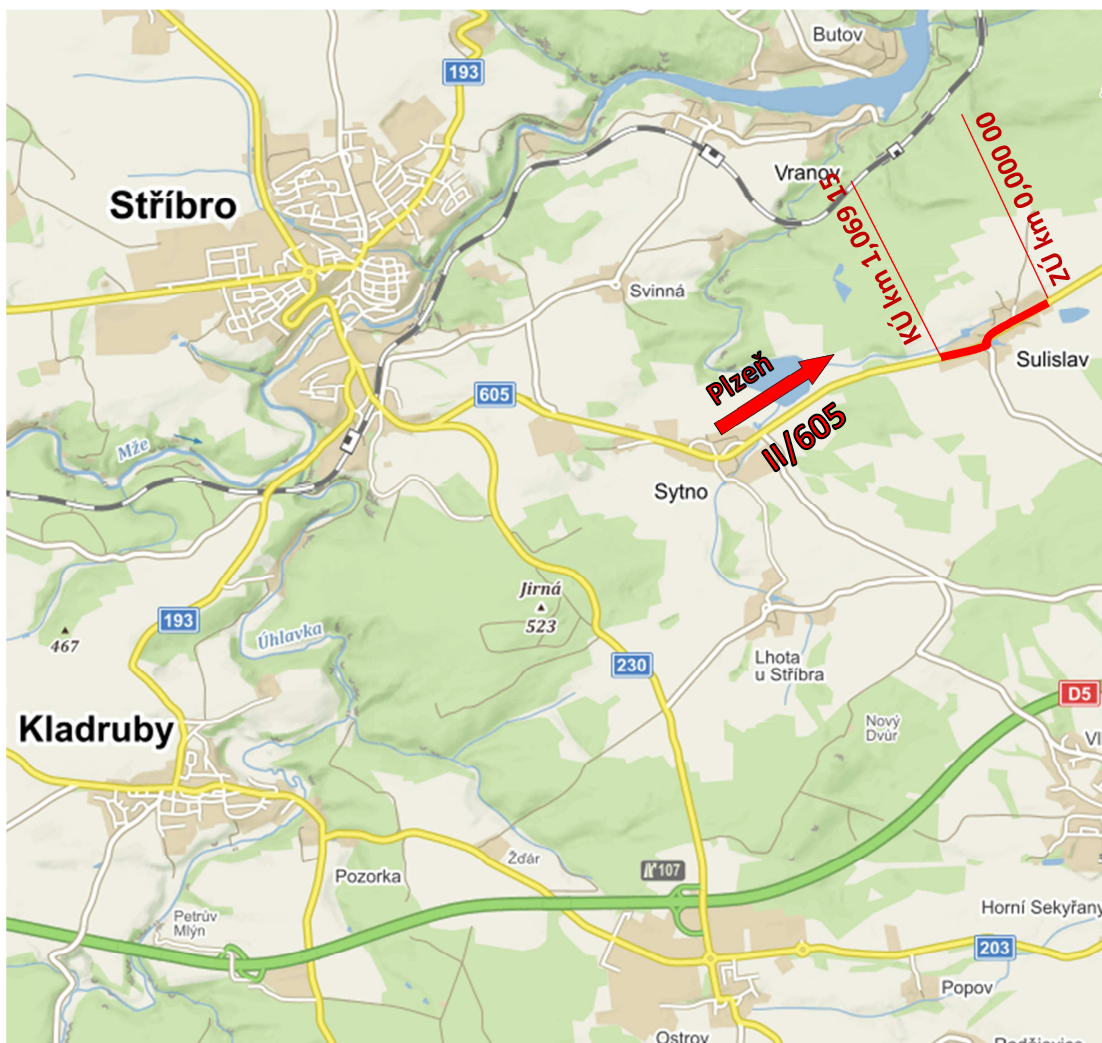 Butov
193
Vranov
Stříbro
KÚ km 1,069 15
ZÚ km 0,000 00
Svinná
Sulislav
Plzeň
II/605
605
Mže
Sytno
Jirná
523
193
467
Úhlavka
Lhota
u Stříbra
230
D5
Kladruby
Nový
Dvůr
Vl
Žďár
107
Pozorka
Petrův
Mlýn
Horní Sekyřany
203
Popov
Ostrov